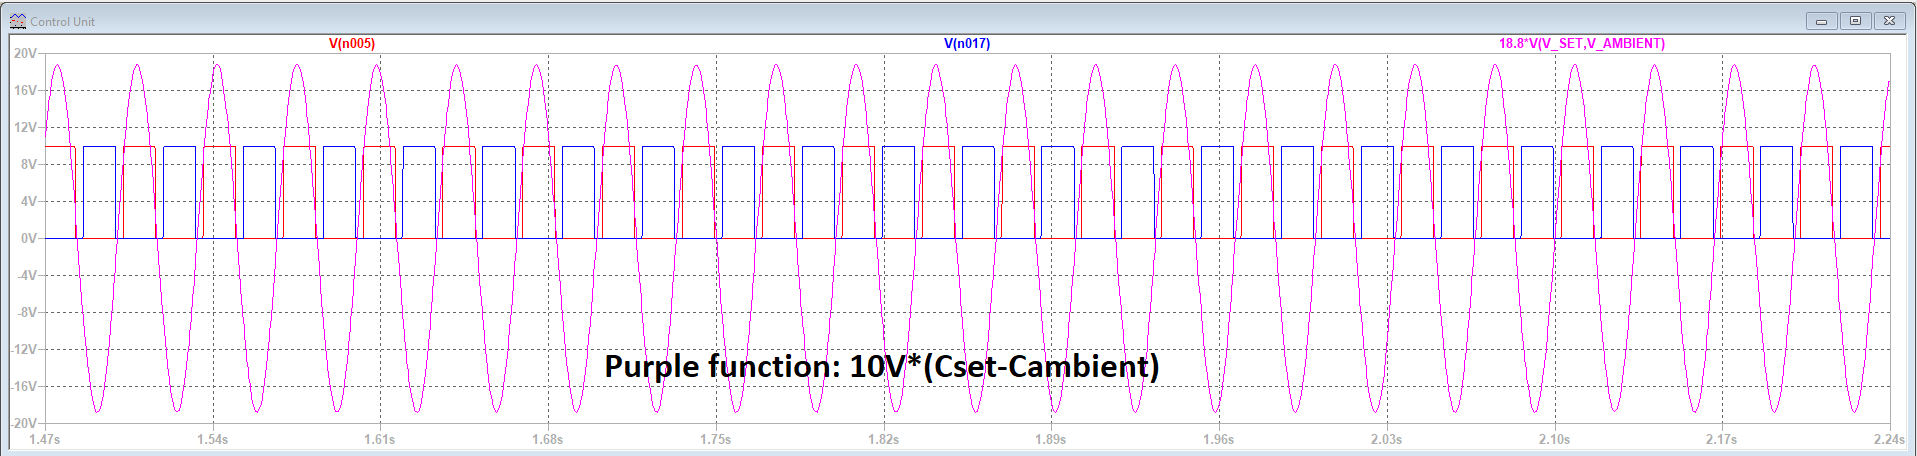 Control Unit
V(n005) V(n017) 18.8*V(V_SET,V_AMBIENT)
20V
16V
12V
8V
4V
0V
-4V
-8V
-12V
-16V
-20V
Purple function: 10V*(Cset-Cambient)
1.47s 1.54s 1.61s 1.68s 1.75s 1.82s 1.89s 1.96s 2.03s 2.10s 2.17s 2.24s